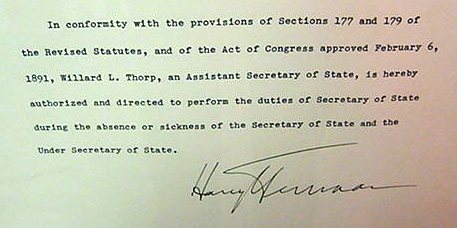 In conformity with the provisions of Sections 177 and 179 of
the Revised Statutes, and of the Act of Congress approved February 6,
1891, Willard L. Thorp, an Assistant Secretary of State, is hereby
authorized and directed to perform the duties of Secretary of State
during the absence or sickness of the Secretary of State and the
Under Secretary of State.
Harry Truman